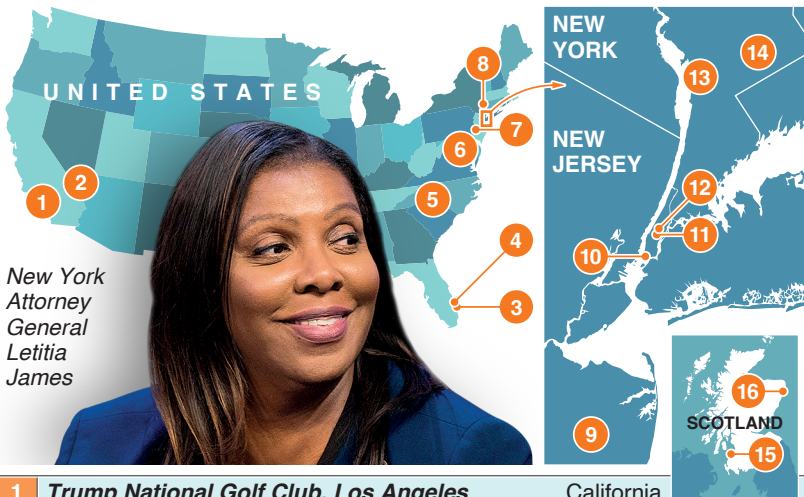 UNITED STATES
1
2
3
4
5
6
7
8
New York
Attorney
General
Letitia
James
NEW
YORK
NEW
JERSEY
9
10
11
12
13
14
SCOTLAND
15
16
1 Trump National Golf Club, Los Angeles California